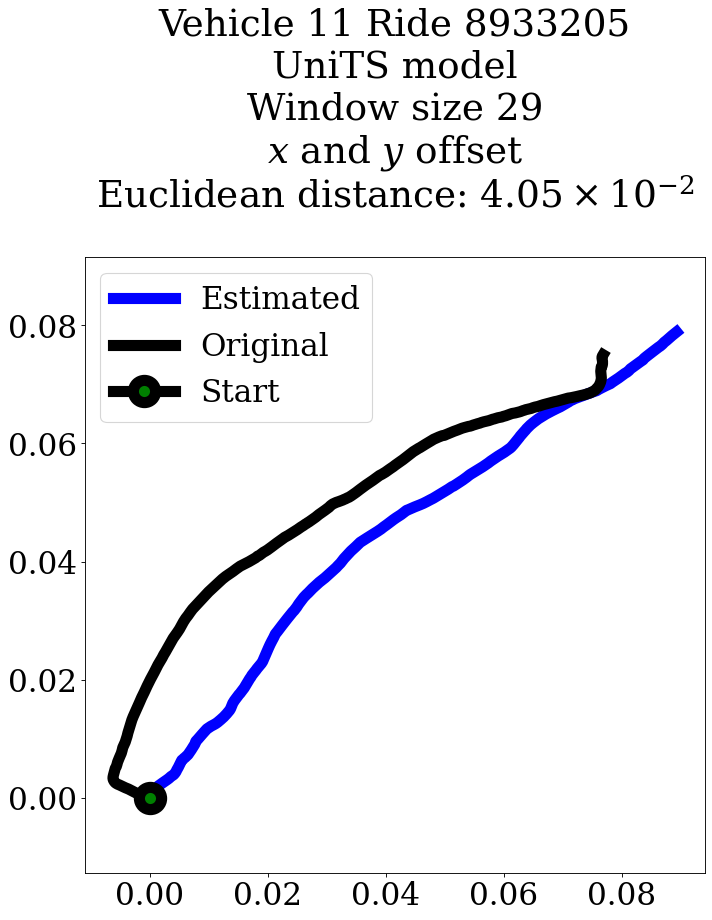 Vehicle 11 Ride 8933205
UniTS model
Window size 29
x and y offset
Euclidean distance: 4.05 × 10⁻²
Estimated
Original
Start
0.08
0.06
0.04
0.02
0.00
0.00 0.02 0.04 0.06 0.08